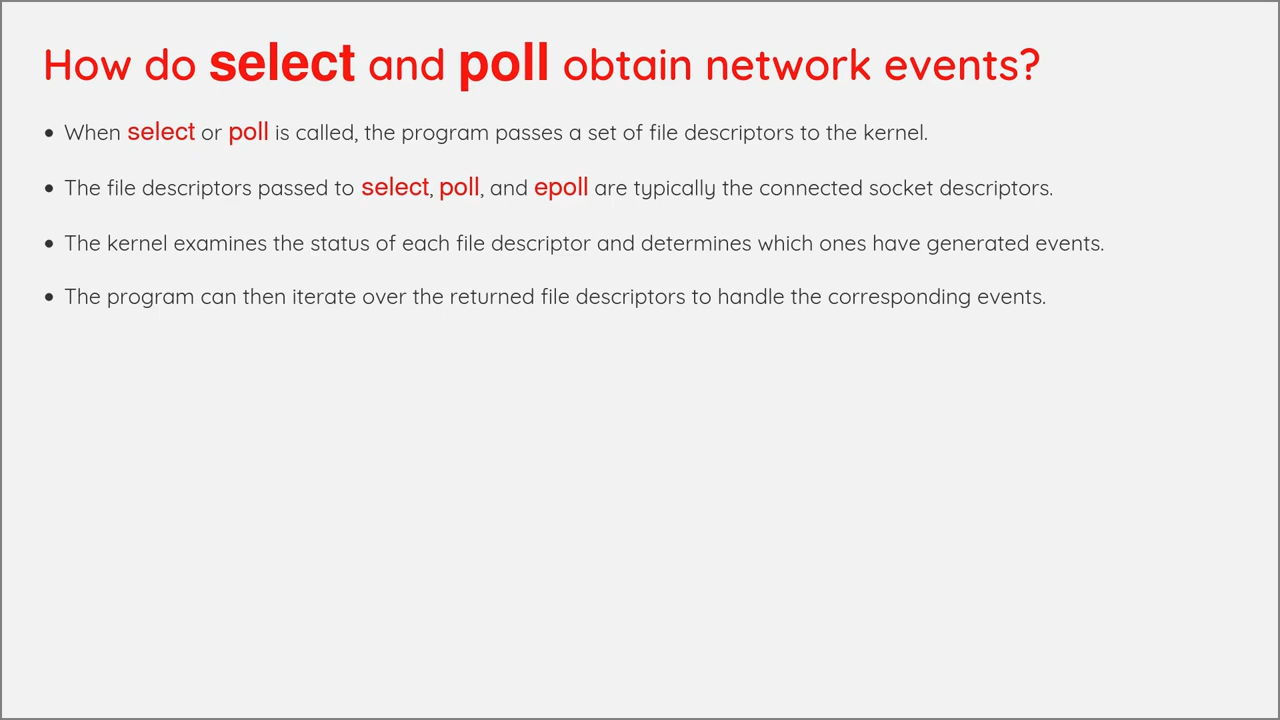 How do select and poll obtain network events?
• When select or poll is called, the program passes a set of file descriptors to the kernel.
• The file descriptors passed to select, poll, and epoll are typically the connected socket descriptors.
• The kernel examines the status of each file descriptor and determines which ones have generated events.
• The program can then iterate over the returned file descriptors to handle the corresponding events.